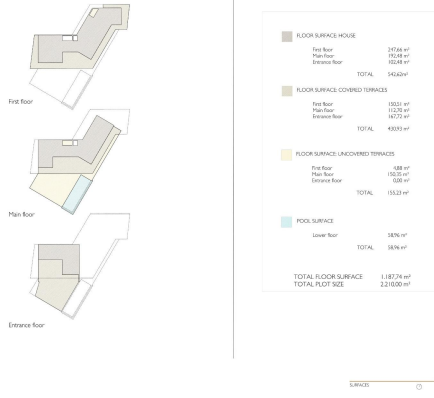 First floor
Main floor
Entrance floor
FLOOR SURFACE: HOUSE
First floor 247,66 m²
Main floor 192,48 m²
Entrance floor 102,48 m²
TOTAL 542,62m²
FLOOR SURFACE: COVERED TERRACES
First floor 150,51 m²
Main floor 112,70 m²
Entrance floor 167,72 m²
TOTAL 430,93 m²
FLOOR SURFACE: UNCOVERED TERRACES
First floor 4,88 m²
Main floor 150,35 m²
Entrance floor 0,00 m²
TOTAL 155,23 m²
POOL SURFACE
Lower floor 58,96 m²
TOTAL 58,96 m²
TOTAL FLOOR SURFACE 1.187,74 m²
TOTAL PLOT SIZE 2.210,00 m²
SURFACES